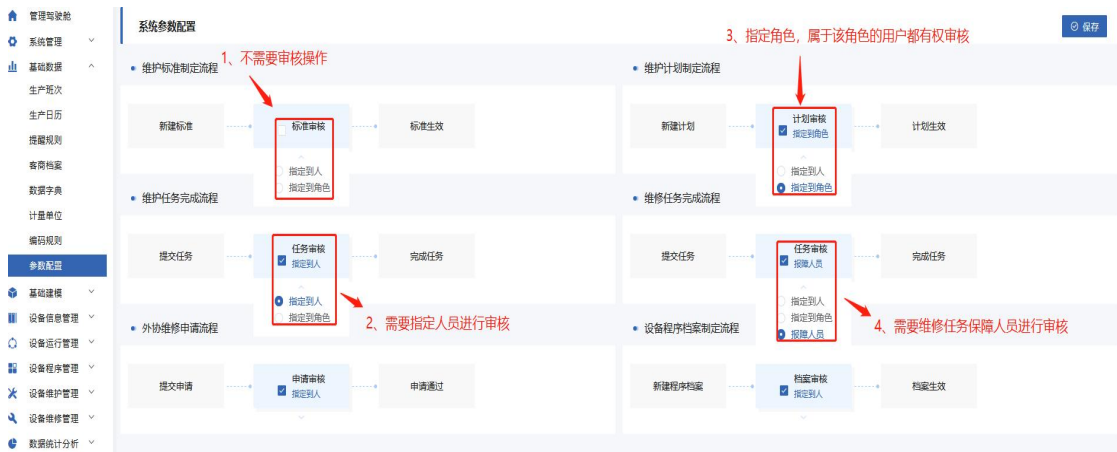 管理驾驶舱
系统管理
基础数据
生产班次
生产日历
提醒规则
客商档案
数据字典
计量单位
编码规则
参数配置
基础建模
设备信息管理
设备运行管理
设备程序管理
设备维护管理
设备维修管理
数据统计分析
系统参数配置
保存
1、不需要审核操作
3、指定角色，属于该角色的用户都有权审核
维护标准制定流程
新建标准
标准审核
标准生效
指定到人
指定到角色
维护计划制定流程
新建计划
计划审核
指定到角色
计划生效
指定到人
指定到角色
维护任务完成流程
提交任务
任务审核
指定到人
完成任务
指定到人
指定到角色
2、需要指定人员进行审核
维修任务完成流程
提交任务
任务审核
报障人员
完成任务
指定到人
指定到角色
报障人员
4、需要维修任务保障人员进行审核
外协维修申请流程
提交申请
申请审核
指定到人
申请通过
设备程序档案制定流程
新建程序档案
档案审核
指定到人
档案生效